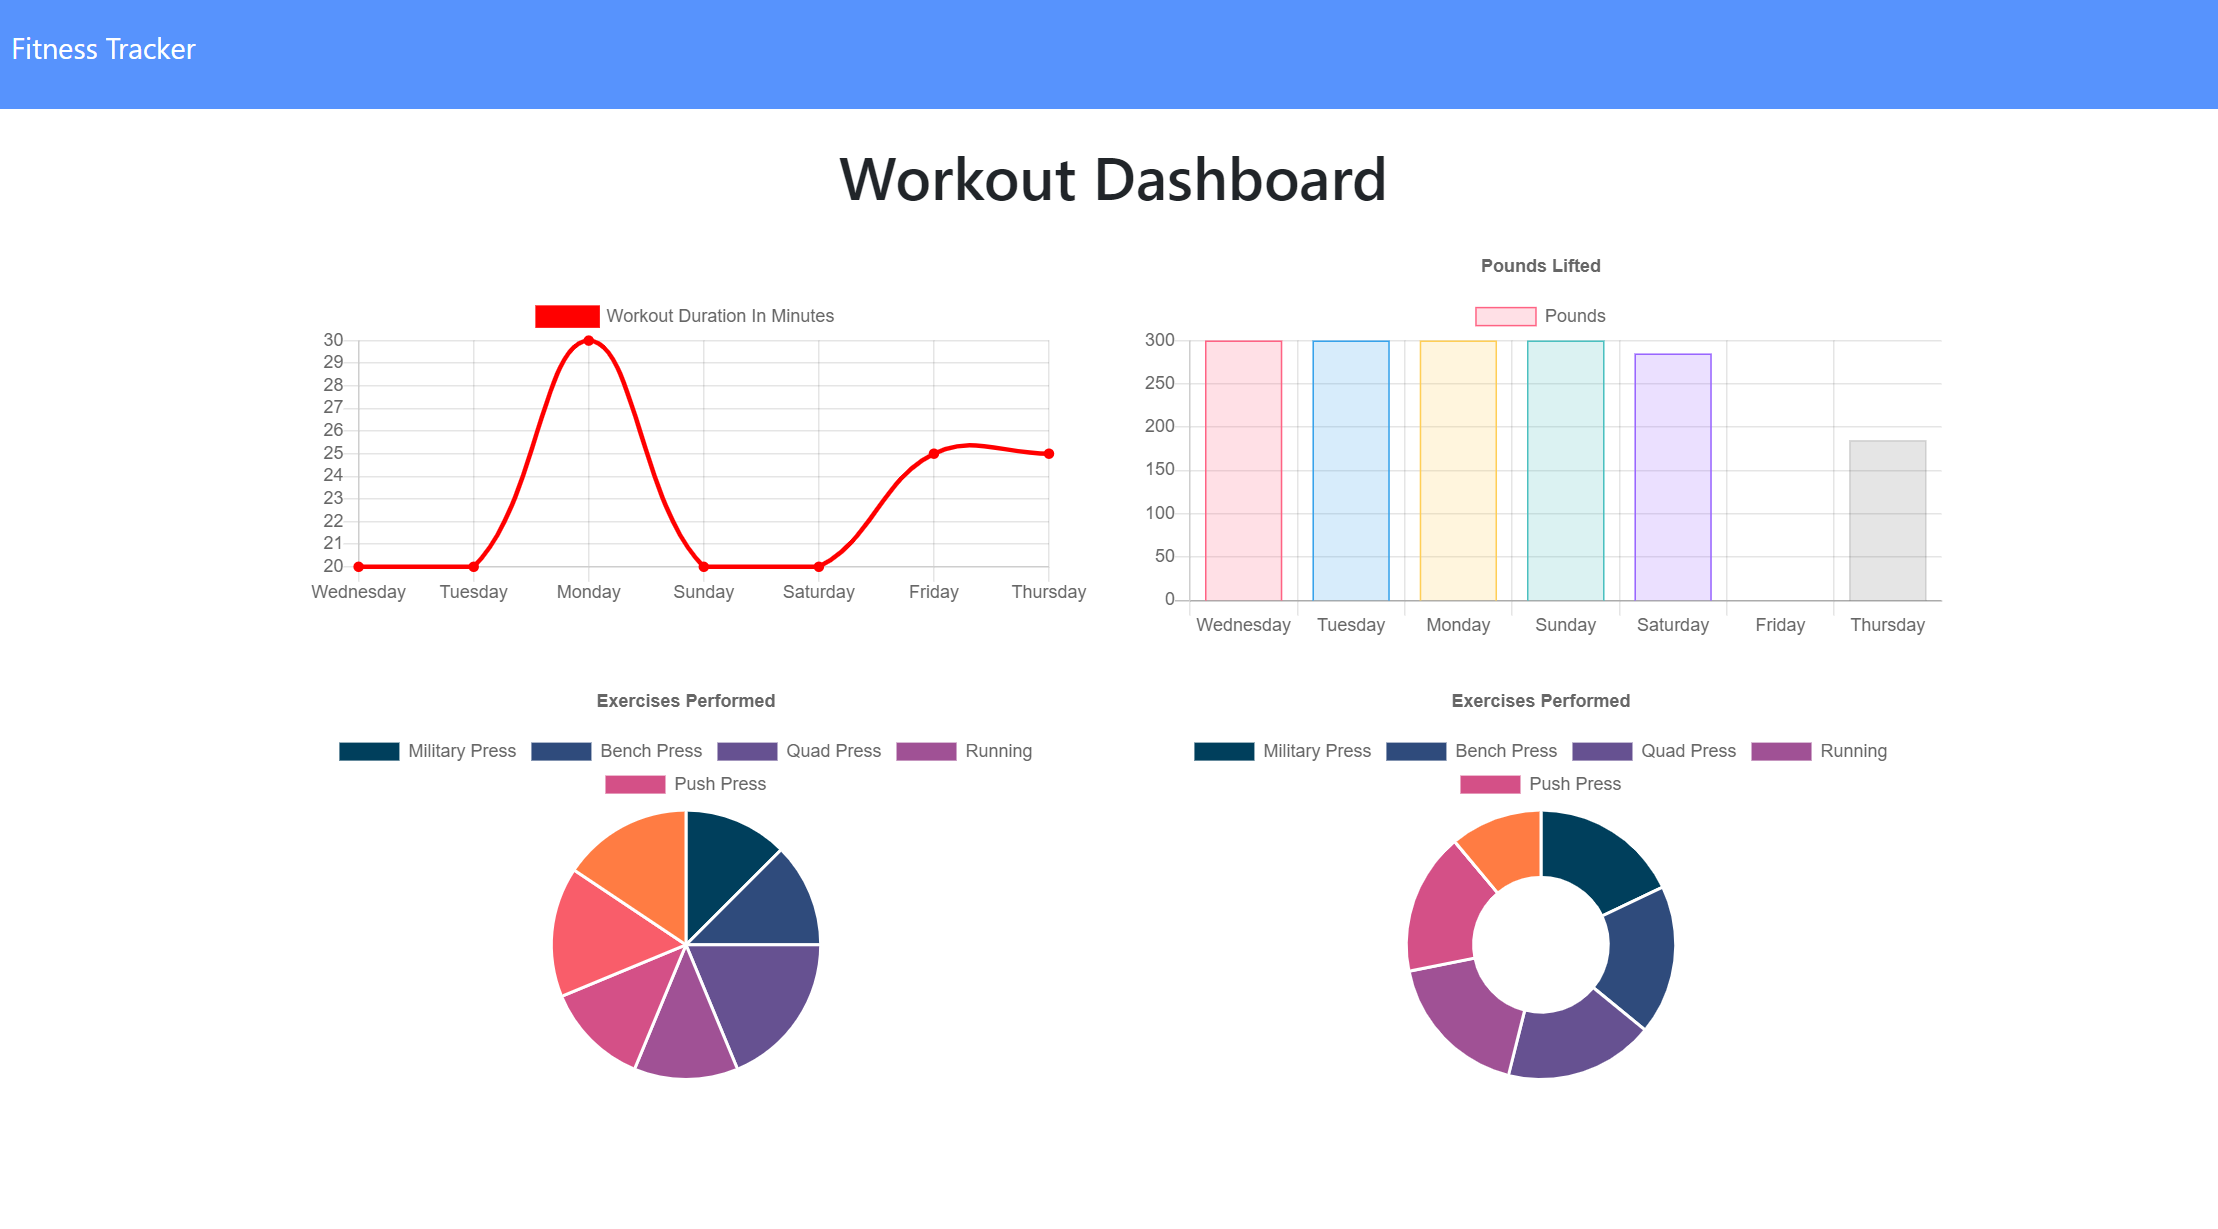 Fitness Tracker
Workout Dashboard
Workout Duration In Minutes
30
29
28
27
26
25
24
23
22
21
20
Wednesday Tuesday Monday Sunday Saturday Friday Thursday
Pounds Lifted
Pounds
300
250
200
150
100
50
0
Wednesday Tuesday Monday Sunday Saturday Friday Thursday
Exercises Performed
Military Press Bench Press Quad Press Running
Push Press
Exercises Performed
Military Press Bench Press Quad Press Running
Push Press